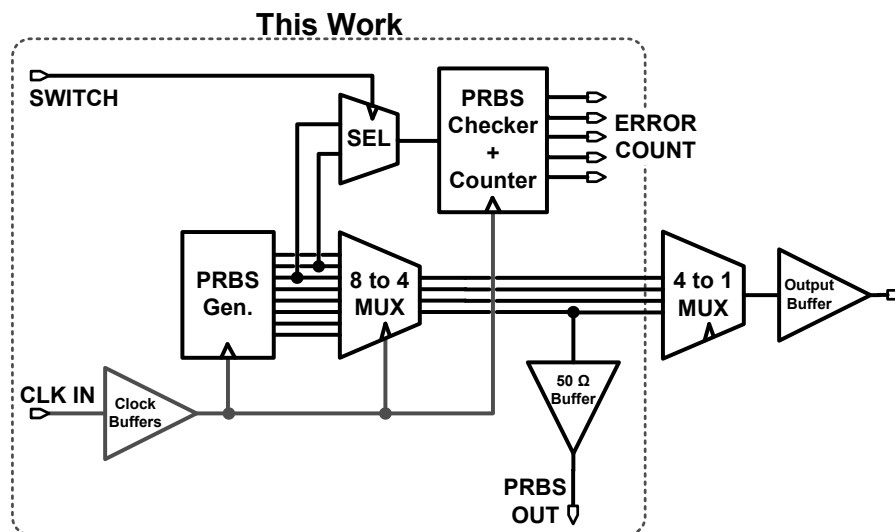 This Work
SWITCH
SEL
PRBS
Checker
+
Counter
ERROR
COUNT
PRBS
Gen.
8 to 4
MUX
4 to 1
MUX
Output
Buffer
CLK IN
Clock
Buffers
50 Ω
Buffer
PRBS
OUT